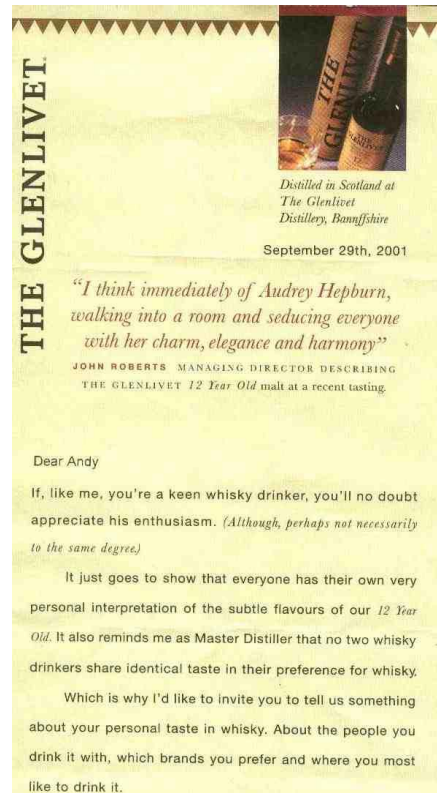 THE GLENLIVET
THE
GLENLIVET
12
Distilled in Scotland at
The Glenlivet
Distillery, Bannffshire
September 29th, 2001
"I think immediately of Audrey Hepburn,
walking into a room and seducing everyone
with her charm, elegance and harmony"
JOHN ROBERTS MANAGING DIRECTOR DESCRIBING
THE GLENLIVET 12 Year Old malt at a recent tasting.
Dear Andy
If, like me, you're a keen whisky drinker, you'll no doubt
appreciate his enthusiasm. (Although, perhaps not necessarily
to the same degree.)
It just goes to show that everyone has their own very
personal interpretation of the subtle flavours of our 12 Year
Old. It also reminds me as Master Distiller that no two whisky
drinkers share identical taste in their preference for whisky.
Which is why I'd like to invite you to tell us something
about your personal taste in whisky. About the people you
drink it with, which brands you prefer and where you most
like to drink it.